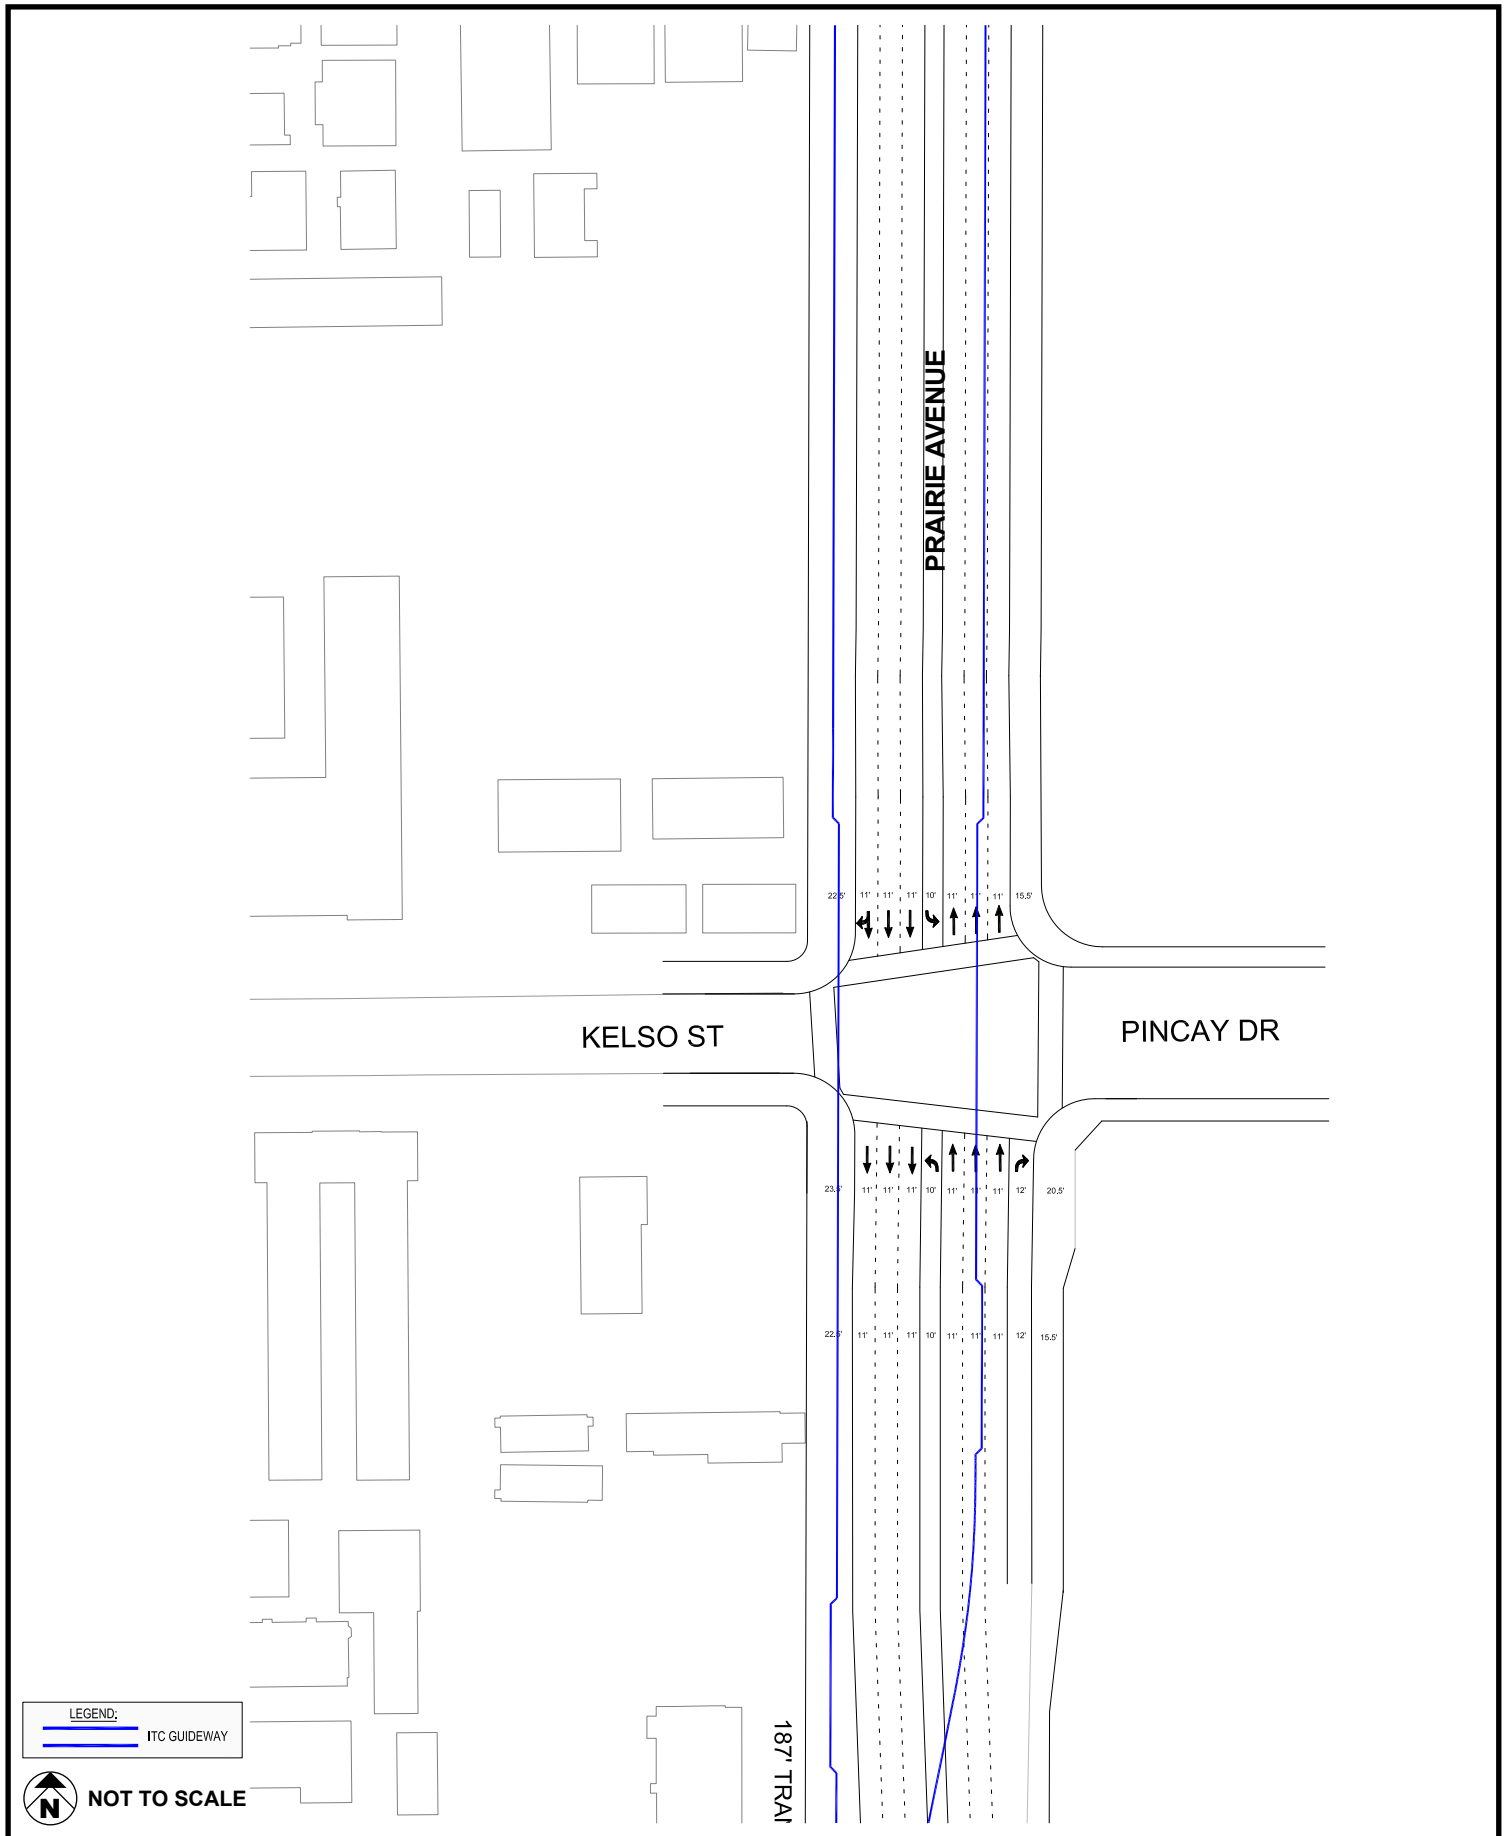 PRAIRIE AVENUE
22.5' 11' 11' 11' 10' 11' 11' 11' 15.5'
KELSO ST
PINCAY DR
23.5' 11' 11' 11' 10' 11' 11' 11' 12' 20.5'
22.5' 11' 11' 11' 10' 11' 11' 11' 12' 15.5'
187' TRAN
LEGEND:
ITC GUIDEWAY
N
NOT TO SCALE